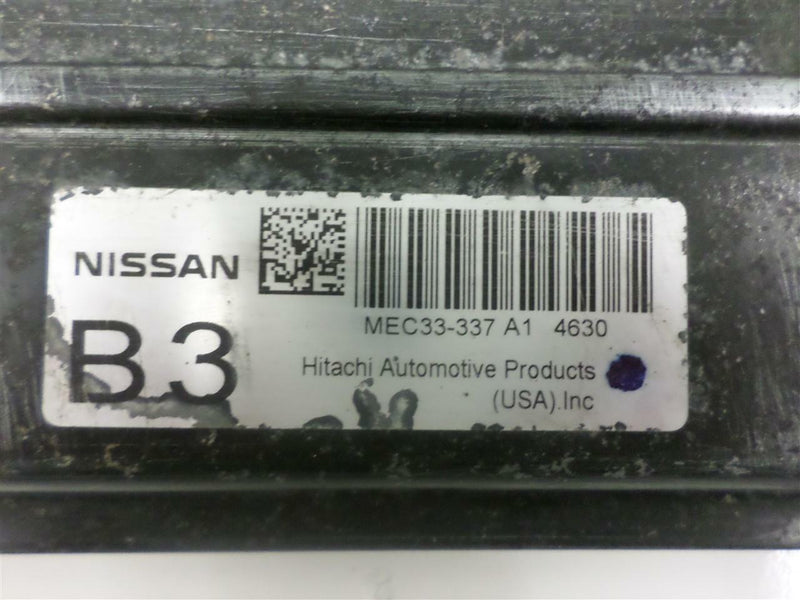 NISSAN
B3
MEC33-337 A1 4630
Hitachi Automotive Products
(USA).Inc